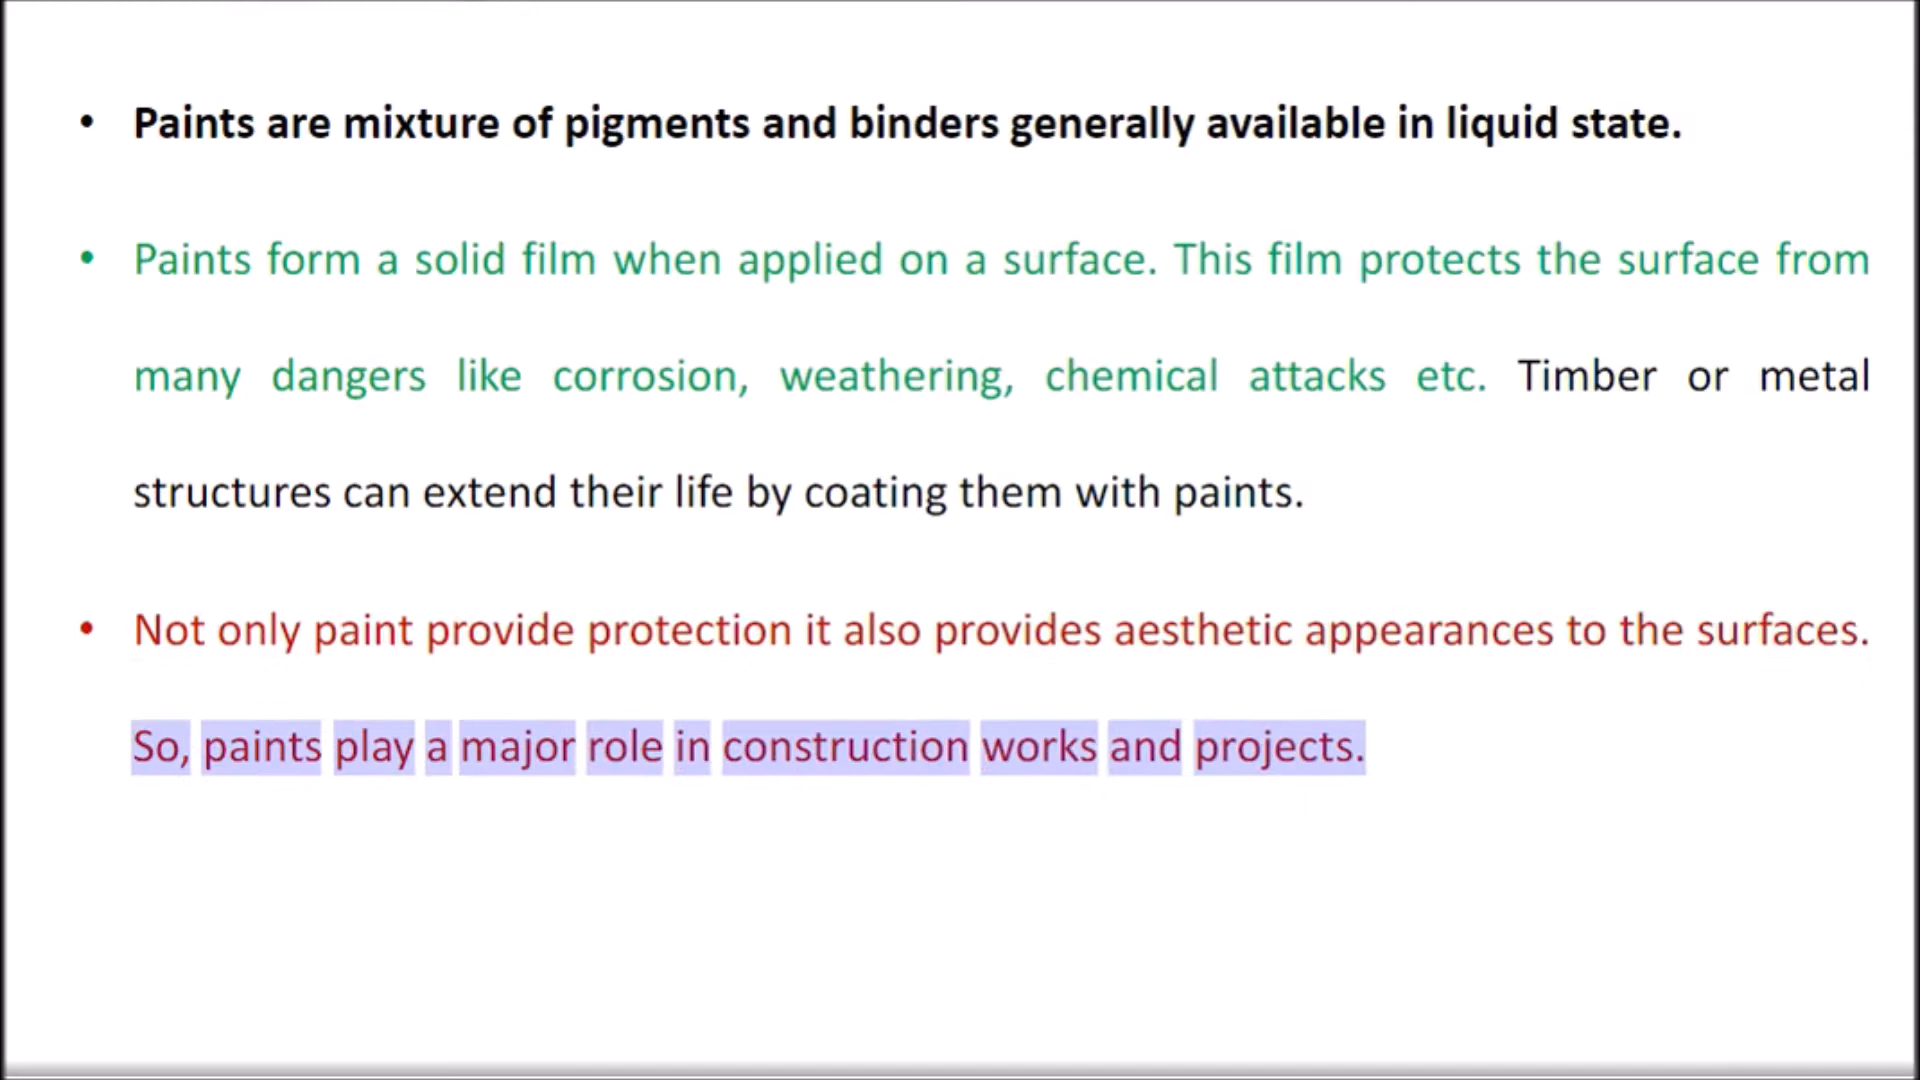 • Paints are mixture of pigments and binders generally available in liquid state.
• Paints form a solid film when applied on a surface. This film protects the surface from
many dangers like corrosion, weathering, chemical attacks etc. Timber or metal
structures can extend their life by coating them with paints.
• Not only paint provide protection it also provides aesthetic appearances to the surfaces.
So, paints play a major role in construction works and projects.